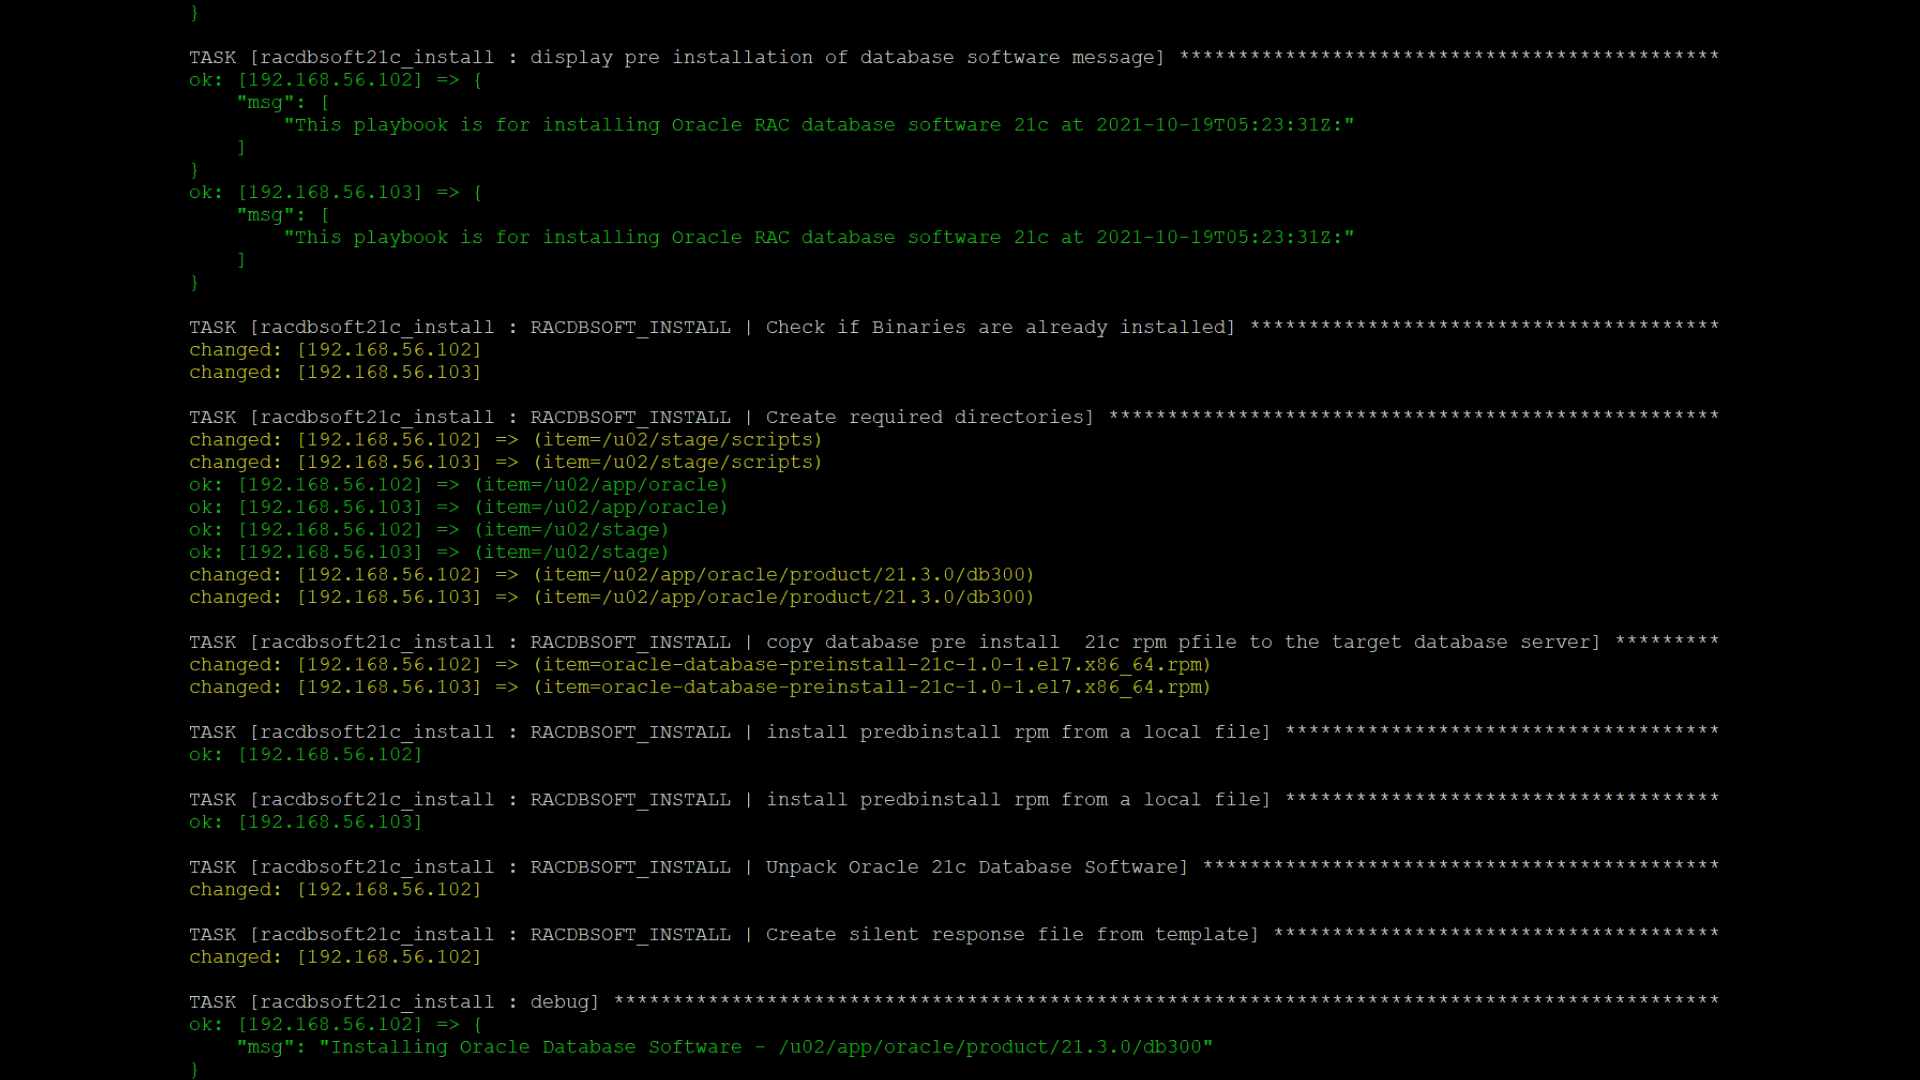 }
TASK [racdbsoft21c_install : display pre installation of database software message] **********************************************
ok: [192.168.56.102] => {
    "msg": [
        "This playbook is for installing Oracle RAC database software 21c at 2021-10-19T05:23:31Z:"
    ]
}
ok: [192.168.56.103] => {
    "msg": [
        "This playbook is for installing Oracle RAC database software 21c at 2021-10-19T05:23:31Z:"
    ]
}
TASK [racdbsoft21c_install : RACDBSOFT_INSTALL | Check if Binaries are already installed] ****************************************
changed: [192.168.56.102]
changed: [192.168.56.103]
TASK [racdbsoft21c_install : RACDBSOFT_INSTALL | Create required directories] ****************************************************
changed: [192.168.56.102] => (item=/u02/stage/scripts)
changed: [192.168.56.103] => (item=/u02/stage/scripts)
ok: [192.168.56.102] => (item=/u02/app/oracle)
ok: [192.168.56.103] => (item=/u02/app/oracle)
ok: [192.168.56.102] => (item=/u02/stage)
ok: [192.168.56.103] => (item=/u02/stage)
changed: [192.168.56.102] => (item=/u02/app/oracle/product/21.3.0/db300)
changed: [192.168.56.103] => (item=/u02/app/oracle/product/21.3.0/db300)
TASK [racdbsoft21c_install : RACDBSOFT_INSTALL | copy database pre install  21c rpm pfile to the target database server] *********
changed: [192.168.56.102] => (item=oracle-database-preinstall-21c-1.0-1.el7.x86_64.rpm)
changed: [192.168.56.103] => (item=oracle-database-preinstall-21c-1.0-1.el7.x86_64.rpm)
TASK [racdbsoft21c_install : RACDBSOFT_INSTALL | install predbinstall rpm from a local file] *************************************
ok: [192.168.56.102]
TASK [racdbsoft21c_install : RACDBSOFT_INSTALL | install predbinstall rpm from a local file] *************************************
ok: [192.168.56.103]
TASK [racdbsoft21c_install : RACDBSOFT_INSTALL | Unpack Oracle 21c Database Software] ********************************************
changed: [192.168.56.102]
TASK [racdbsoft21c_install : RACDBSOFT_INSTALL | Create silent response file from template] **************************************
changed: [192.168.56.102]
TASK [racdbsoft21c_install : debug] **********************************************************************************************
ok: [192.168.56.102] => {
    "msg": "Installing Oracle Database Software - /u02/app/oracle/product/21.3.0/db300"
}